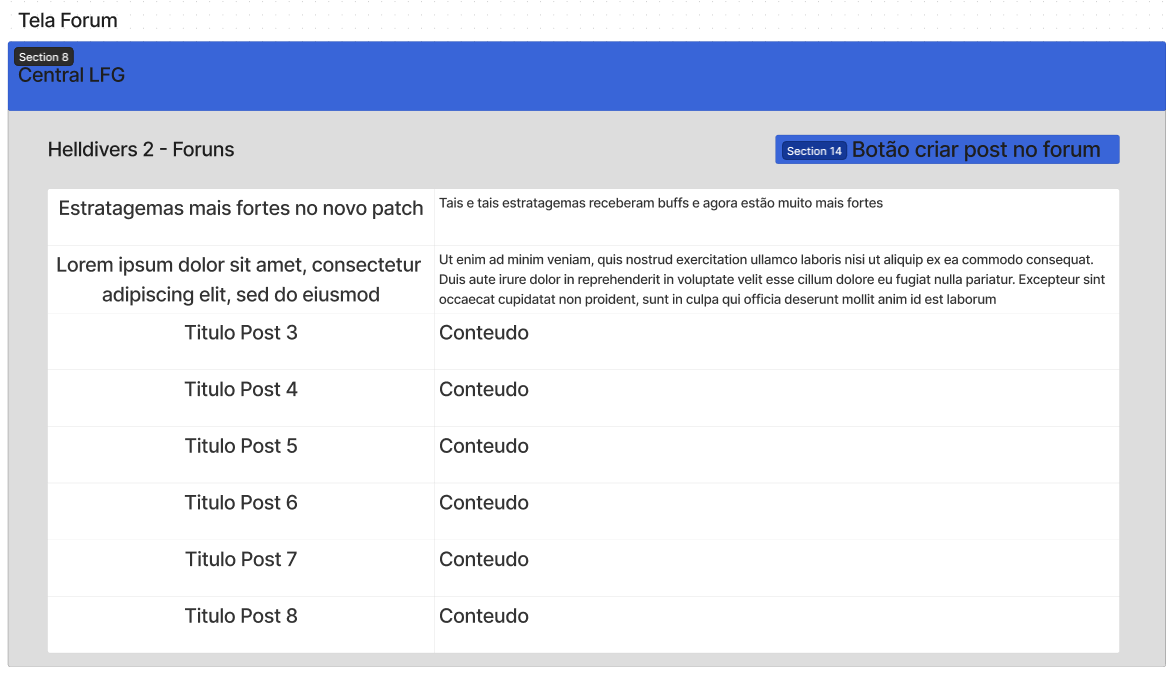 Tela Forum
Section 8
Central LFG
Helldivers 2 - Foruns
Section 14 Botão criar post no forum
Estratagemas mais fortes no novo patch
Tais e tais estratagemas receberam buffs e agora estão muito mais fortes
Lorem ipsum dolor sit amet, consectetur
adipiscing elit, sed do eiusmod
Ut enim ad minim veniam, quis nostrud exercitation ullamco laboris nisi ut aliquip ex ea commodo consequat.
Duis aute irure dolor in reprehenderit in voluptate velit esse cillum dolore eu fugiat nulla pariatur. Excepteur sint
occaecat cupidatat non proident, sunt in culpa qui officia deserunt mollit anim id est laborum
Titulo Post 3
Conteudo
Titulo Post 4
Conteudo
Titulo Post 5
Conteudo
Titulo Post 6
Conteudo
Titulo Post 7
Conteudo
Titulo Post 8
Conteudo